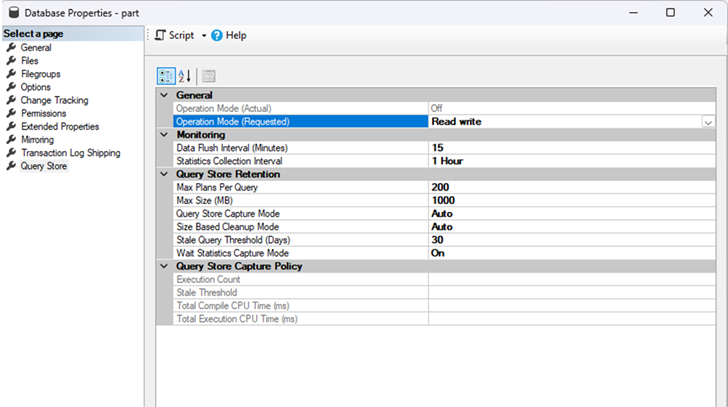 Database Properties - part
Select a page
General
Files
Filegroups
Options
Change Tracking
Permissions
Extended Properties
Mirroring
Transaction Log Shipping
Query Store
Script Help
General
Operation Mode (Actual) Off
Operation Mode (Requested) Read write
Monitoring
Data Flush Interval (Minutes) 15
Statistics Collection Interval 1 Hour
Query Store Retention
Max Plans Per Query 200
Max Size (MB) 1000
Query Store Capture Mode Auto
Size Based Cleanup Mode Auto
Stale Query Threshold (Days) 30
Wait Statistics Capture Mode On
Query Store Capture Policy
Execution Count
Stale Threshold
Total Compile CPU Time (ms)
Total Execution CPU Time (ms)